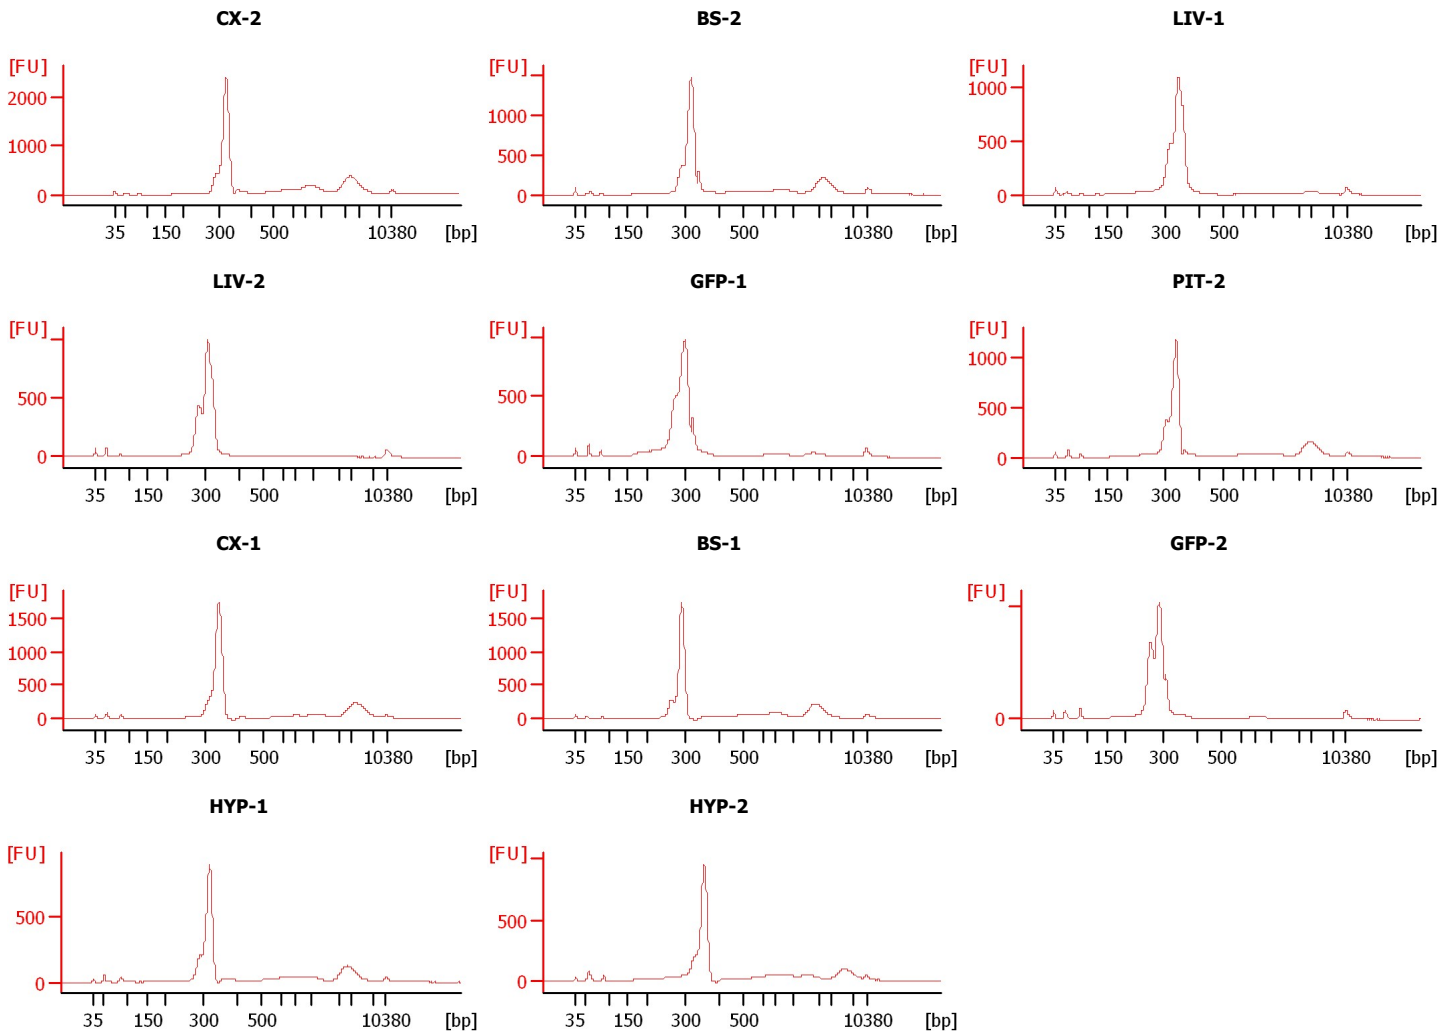 CX-2 BS-2 LIV-1
[FU] [FU] [FU]
2000 1000 1000
1000 500 500
0 0 0
35 150 300 500 10380 [bp] 35 150 300 500 10380 [bp] 35 150 300 500 10380 [bp]
LIV-2 GFP-1 PIT-2
[FU] [FU] [FU]
1000
500 500 500
0 0 0
35 150 300 500 10380 [bp] 35 150 300 500 10380 [bp] 35 150 300 500 10380 [bp]
CX-1 BS-1 GFP-2
[FU] [FU] [FU]
1500 1500
1000 1000
500 500
0 0 0
35 150 300 500 10380 [bp] 35 150 300 500 10380 [bp] 35 150 300 500 10380 [bp]
HYP-1 HYP-2
[FU] [FU]
500 500
0 0
35 150 300 500 10380 [bp] 35 150 300 500 10380 [bp]